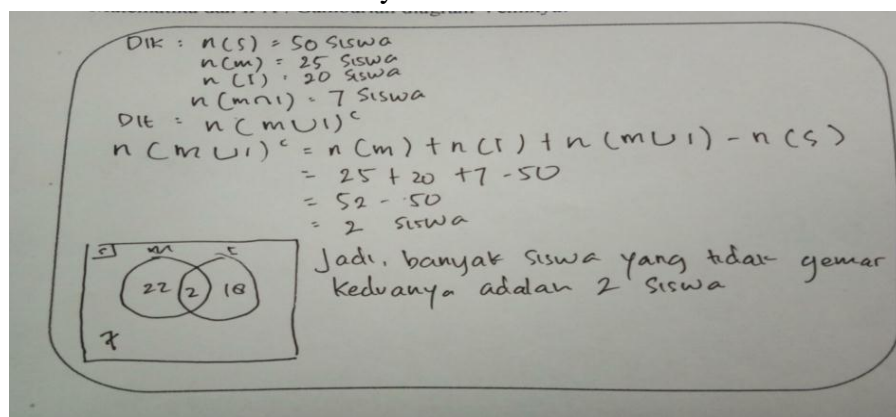 DIK : n(S) = 50 Siswa
n(m) = 25 Siswa
n(I) = 20 Siswa
n(m∩I) = 7 Siswa
DIt = n(m∪I)ᶜ
n(m∪I)ᶜ = n(m) + n(I) + n(m∪I) - n(S)
= 25 + 20 + 7 - 50
= 52 - 50
= 2 siswa
S m I
22 2 18
7
Jadi, banyak siswa yang tidak gemar
keduanya adalah 2 siswa